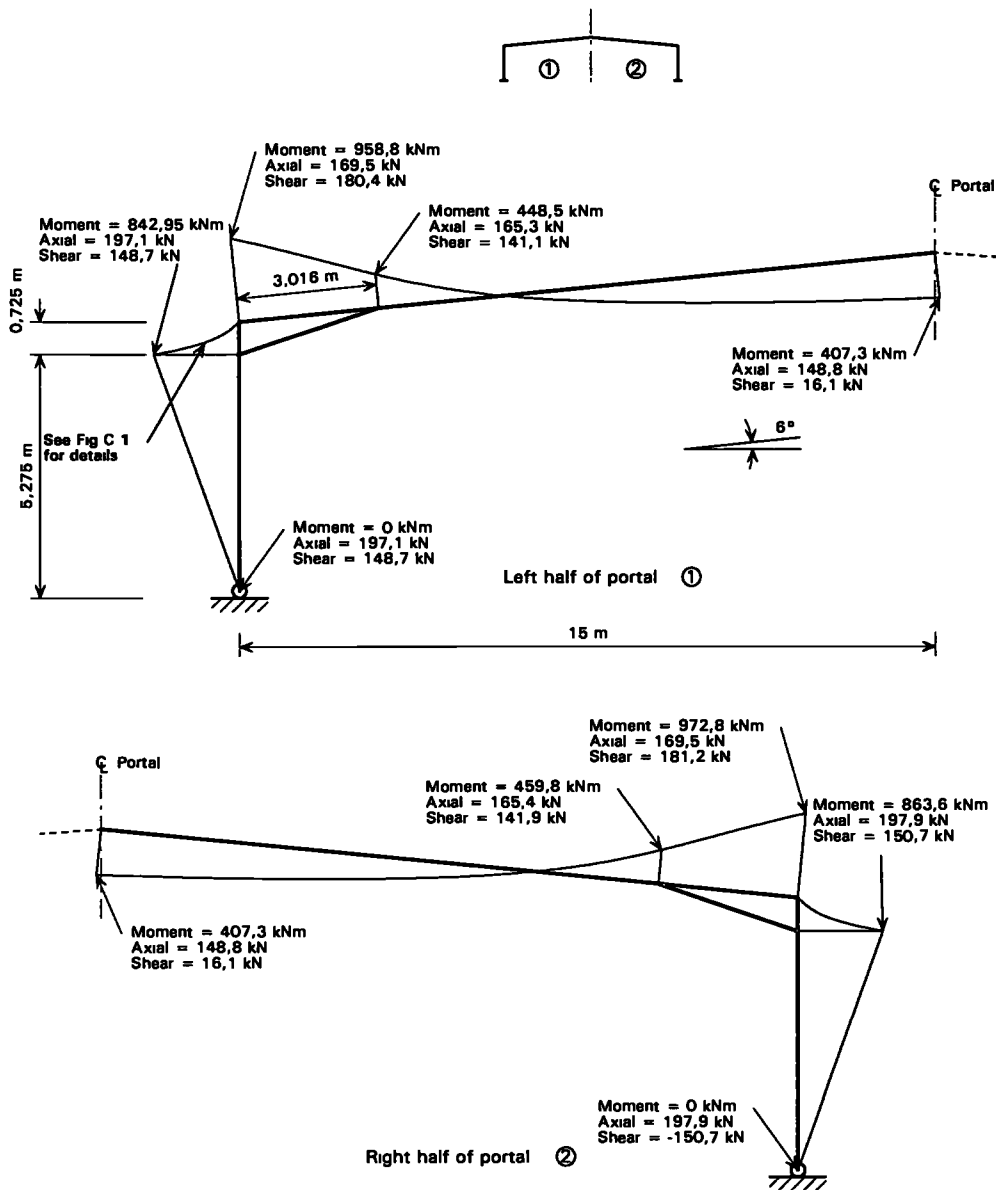 ① ②
Moment = 958,8 kNm
Axial = 169,5 kN
Shear = 180,4 kN
℄ Portal
Moment = 448,5 kNm
Axial = 165,3 kN
Shear = 141,1 kN
Moment = 842,95 kNm
Axial = 197,1 kN
Shear = 148,7 kN
3,016 m
0,725 m
Moment = 407,3 kNm
Axial = 148,8 kN
Shear = 16,1 kN
See Fig C 1
for details
6°
5,275 m
Moment = 0 kNm
Axial = 197,1 kN
Shear = 148,7 kN
Left half of portal ①
15 m
Moment = 972,8 kNm
Axial = 169,5 kN
Shear = 181,2 kN
℄ Portal
Moment = 459,8 kNm
Axial = 165,4 kN
Shear = 141,9 kN
Moment = 863,6 kNm
Axial = 197,9 kN
Shear = 150,7 kN
Moment = 407,3 kNm
Axial = 148,8 kN
Shear = 16,1 kN
Moment = 0 kNm
Axial = 197,9 kN
Shear = -150,7 kN
Right half of portal ②